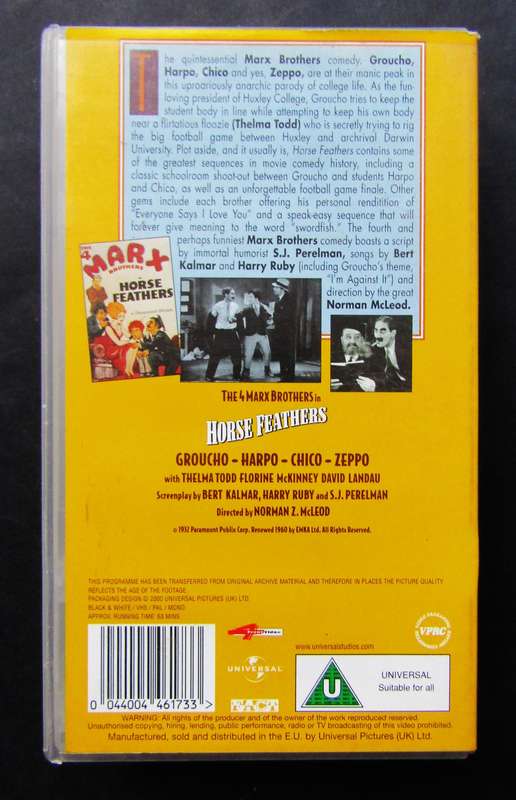 The quintessential Marx Brothers comedy. Groucho,
Harpo, Chico and yes, Zeppo, are at their manic peak in
this uproariously anarchic parody of college life. As the fun-
loving president of Huxley College, Groucho tries to keep the
student body in line while attempting to keep his own body
near a flirtatious floozie (Thelma Todd) who is secretly trying to rig
the big football game between Huxley and archrival Darwin
University. Plot aside, and it usually is, Horse Feathers contains some
of the greatest sequences in movie comedy history, including a
classic schoolroom shoot-out between Groucho and students Harpo
and Chico, as well as an unforgettable football game finale. Other
gems include each brother offering his personal renditition of
"Everyone Says I Love You" and a speak-easy sequence that will
forever give meaning to the word "swordfish." The fourth and
perhaps funniest Marx Brothers comedy boasts a script
by immortal humorist S.J. Perelman, songs by Bert
Kalmar and Harry Ruby (including Groucho's theme,
"I'm Against It") and
direction by the great
Norman McLeod.
THE 4
MARX
BROTHERS
HORSE
FEATHERS
THE 4 MARX BROTHERS in
HORSE FEATHERS
GROUCHO - HARPO - CHICO - ZEPPO
with THELMA TODD FLORINE McKINNEY DAVID LANDAU
Screenplay by BERT KALMAR, HARRY RUBY and S.J. PERELMAN
Directed by NORMAN Z. McLEOD
© 1932 Paramount Publix Corp. Renewed 1960 by EMKA Ltd. All Rights Reserved.
THIS PROGRAMME HAS BEEN TRANSFERRED FROM ORIGINAL ARCHIVE MATERIAL AND THEREFORE IN PLACES THE PICTURE QUALITY
REFLECTS THE AGE OF THE FOOTAGE.
PACKAGING DESIGN © 2000 UNIVERSAL PICTURES (UK) LTD.
BLACK & WHITE / VHS / PAL / MONO
APPROX. RUNNING TIME: 63 MINS
www.universalstudios.com
VPRC
UNIVERSAL
FACT
U
UNIVERSAL
Suitable for all
0 044004 461733 >
WARNING: All rights of the producer and of the owner of the work reproduced reserved.
Unauthorised copying, hiring, lending, public performance, radio or TV broadcasting of this video prohibited.
Manufactured, sold and distributed in the E.U. by Universal Pictures (UK) Ltd.